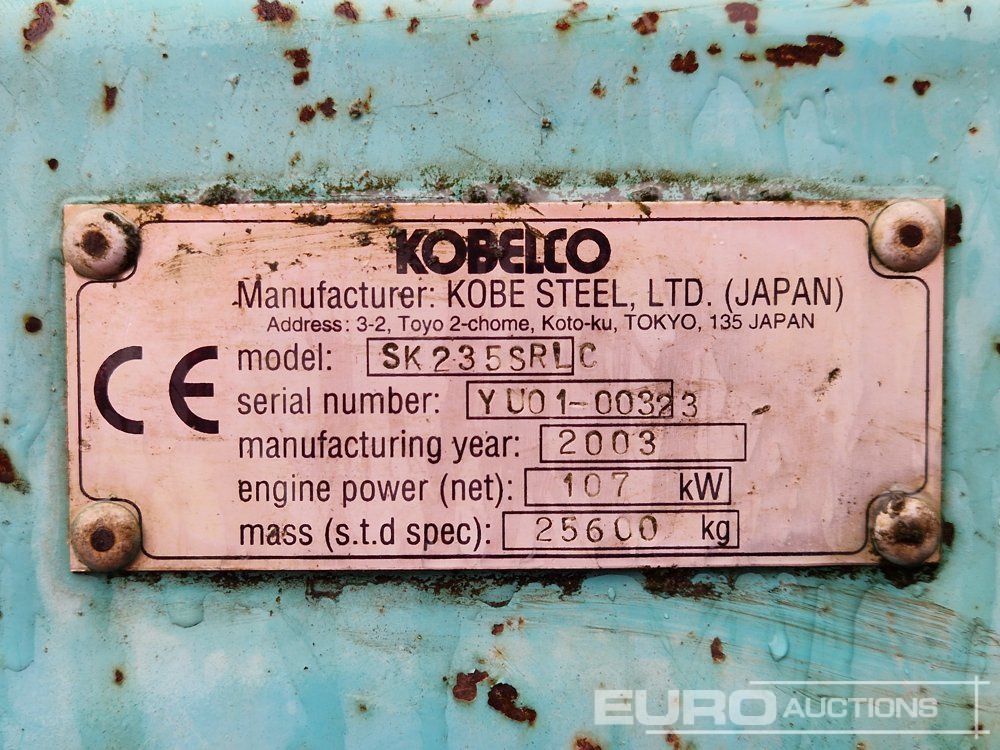 KOBELCO
Manufacturer: KOBE STEEL, LTD. (JAPAN)
Address: 3-2, Toyo 2-chome, Koto-ku, TOKYO, 135 JAPAN
CE
model: SK235SRLC
serial number: YU01-00323
manufacturing year: 2003
engine power (net): 107 kW
mass (s.t.d spec): 25600 kg
EURO AUCTIONS